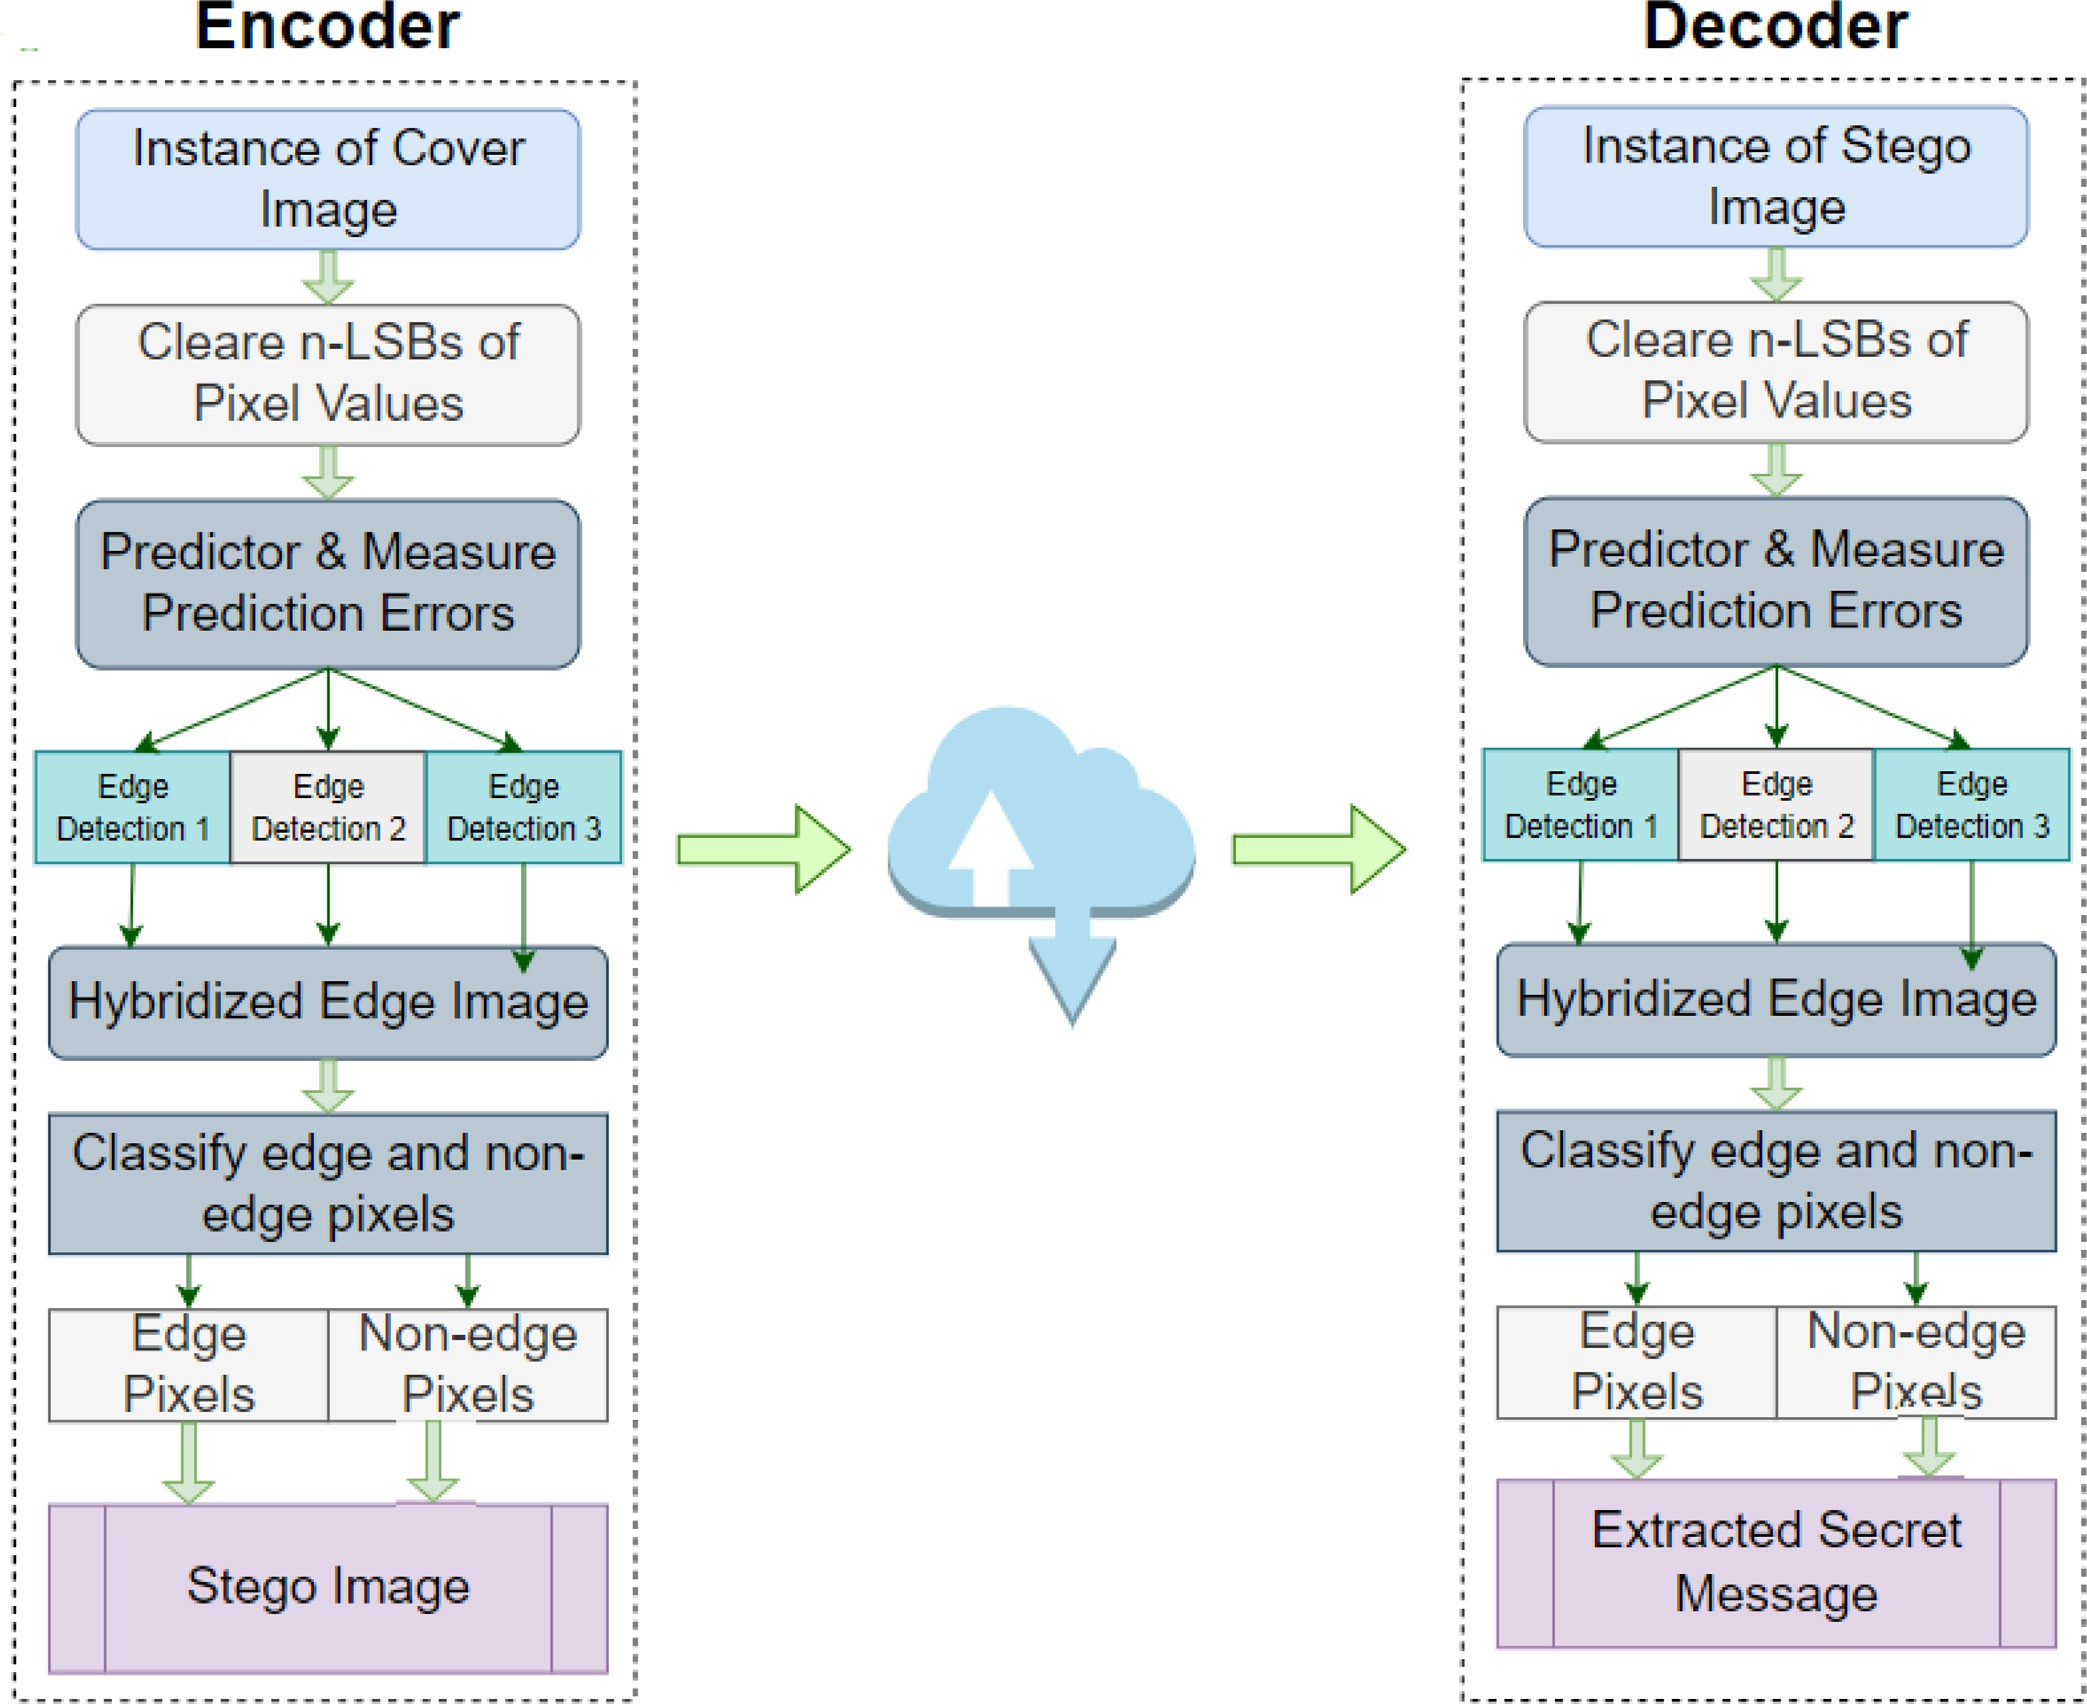 Encoder
Instance of Cover
Image
Cleare n-LSBs of
Pixel Values
Predictor & Measure
Prediction Errors
Edge
Detection 1
Edge
Detection 2
Edge
Detection 3
Hybridized Edge Image
Classify edge and non-
edge pixels
Edge
Pixels
Non-edge
Pixels
Stego Image
Decoder
Instance of Stego
Image
Cleare n-LSBs of
Pixel Values
Predictor & Measure
Prediction Errors
Edge
Detection 1
Edge
Detection 2
Edge
Detection 3
Hybridized Edge Image
Classify edge and non-
edge pixels
Edge
Pixels
Non-edge
Pixels
Extracted Secret
Message